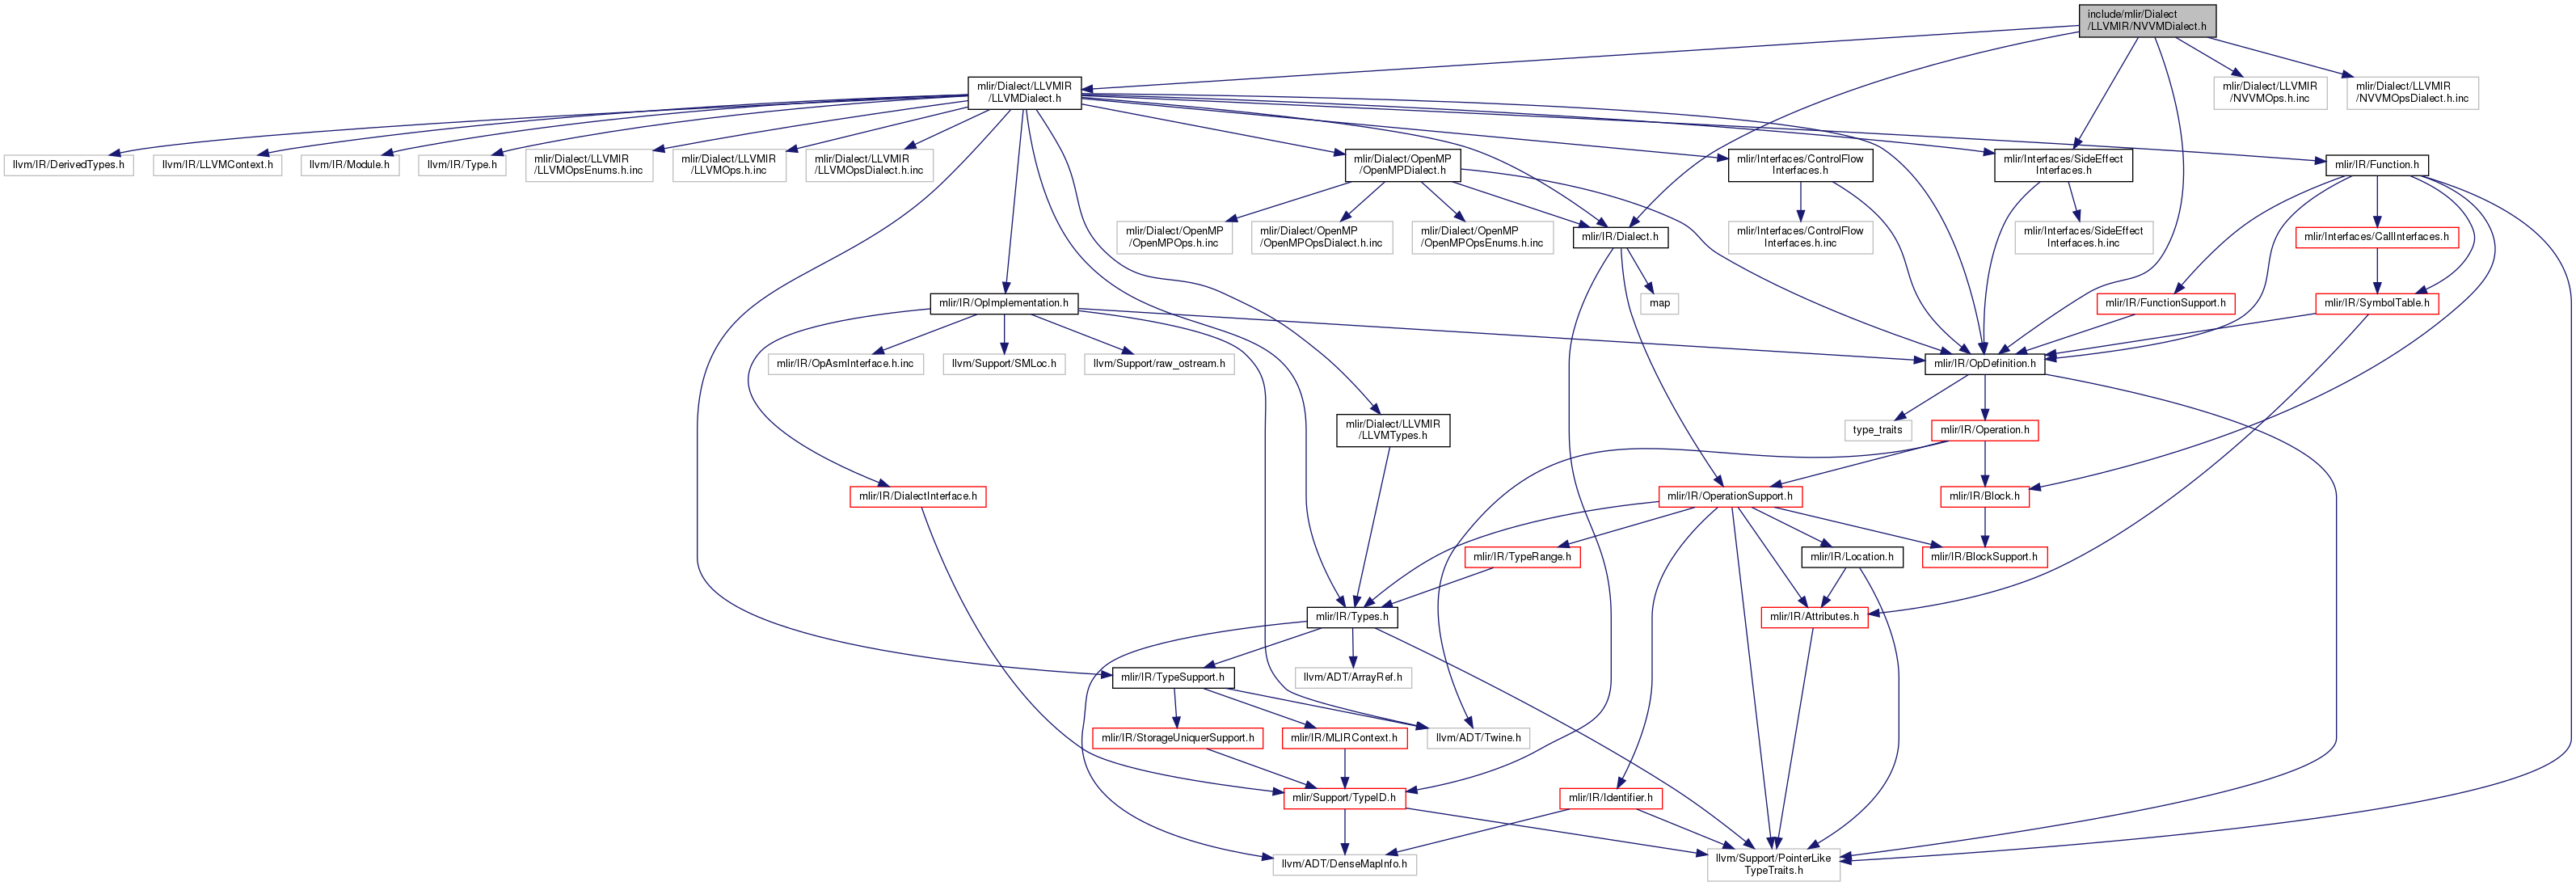 include/mlir/Dialect
/LLVMIR/NVVMDialect.h
mlir/Dialect/LLVMIR
/LLVMDialect.h
mlir/Dialect/LLVMIR
/NVVMOps.h.inc
mlir/Dialect/LLVMIR
/NVVMOpsDialect.h.inc
llvm/IR/DerivedTypes.h
llvm/IR/LLVMContext.h
llvm/IR/Module.h
llvm/IR/Type.h
mlir/Dialect/LLVMIR
/LLVMOpsEnums.h.inc
mlir/Dialect/LLVMIR
/LLVMOps.h.inc
mlir/Dialect/LLVMIR
/LLVMOpsDialect.h.inc
mlir/Dialect/OpenMP
/OpenMPDialect.h
mlir/Interfaces/ControlFlow
Interfaces.h
mlir/Interfaces/SideEffect
Interfaces.h
mlir/IR/Function.h
mlir/Dialect/OpenMP
/OpenMPOps.h.inc
mlir/Dialect/OpenMP
/OpenMPOpsDialect.h.inc
mlir/Dialect/OpenMP
/OpenMPOpsEnums.h.inc
mlir/IR/Dialect.h
mlir/Interfaces/ControlFlow
Interfaces.h.inc
mlir/Interfaces/SideEffect
Interfaces.h.inc
mlir/Interfaces/CallInterfaces.h
mlir/IR/OpImplementation.h
map
mlir/IR/FunctionSupport.h
mlir/IR/SymbolTable.h
mlir/IR/OpAsmInterface.h.inc
llvm/Support/SMLoc.h
llvm/Support/raw_ostream.h
mlir/IR/OpDefinition.h
mlir/Dialect/LLVMIR
/LLVMTypes.h
type_traits
mlir/IR/Operation.h
mlir/IR/DialectInterface.h
mlir/IR/OperationSupport.h
mlir/IR/Block.h
mlir/IR/TypeRange.h
mlir/IR/Location.h
mlir/IR/BlockSupport.h
mlir/IR/Types.h
mlir/IR/Attributes.h
mlir/IR/TypeSupport.h
llvm/ADT/ArrayRef.h
mlir/IR/StorageUniquerSupport.h
mlir/IR/MLIRContext.h
llvm/ADT/Twine.h
mlir/Support/TypeID.h
mlir/IR/Identifier.h
llvm/ADT/DenseMapInfo.h
llvm/Support/PointerLike
TypeTraits.h